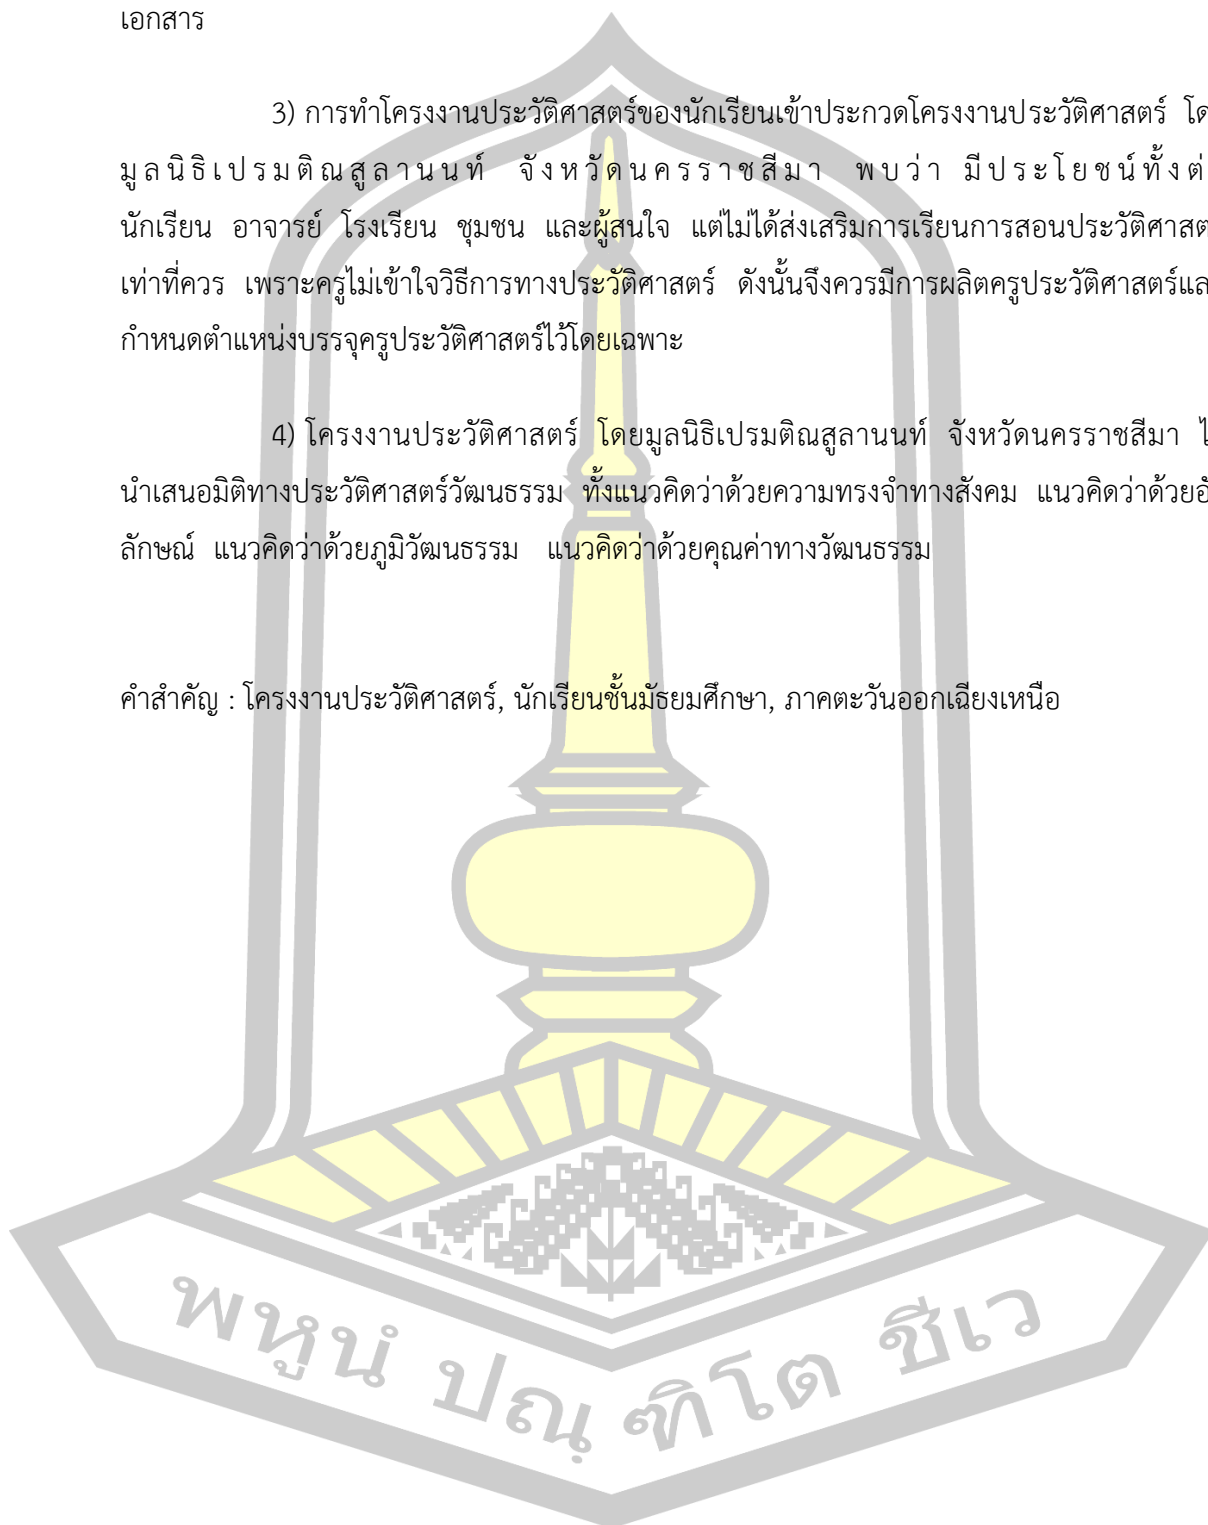 เอกสาร
3) การทำโครงงานประวัติศาสตร์ของนักเรียนเข้าประกวดโครงงานประวัติศาสตร์ โด
มูลนิธิเปรมติณสูลานนท์ จังหวัดนครราชสีมา พบว่า มีประโยชน์ทั้งต่
นักเรียน อาจารย์ โรงเรียน ชุมชน และผู้สนใจ แต่ไม่ได้ส่งเสริมการเรียนการสอนประวัติศาสต
เท่าที่ควร เพราะครูไม่เข้าใจวิธีการทางประวัติศาสตร์ ดังนั้นจึงควรมีการผลิตครูประวัติศาสตร์และ
กำหนดตำแหน่งบรรจุครูประวัติศาสตร์ไว้โดยเฉพาะ
4) โครงงานประวัติศาสตร์ โดยมูลนิธิเปรมติณสูลานนท์ จังหวัดนครราชสีมา ไ
นำเสนอมิติทางประวัติศาสตร์วัฒนธรรม ทั้งแนวคิดว่าด้วยความทรงจำทางสังคม แนวคิดว่าด้วยอั
ลักษณ์ แนวคิดว่าด้วยภูมิวัฒนธรรม แนวคิดว่าด้วยคุณค่าทางวัฒนธรรม
คำสำคัญ : โครงงานประวัติศาสตร์, นักเรียนชั้นมัธยมศึกษา, ภาคตะวันออกเฉียงเหนือ
พหูนํ ปณฺฑิโต ชีเว